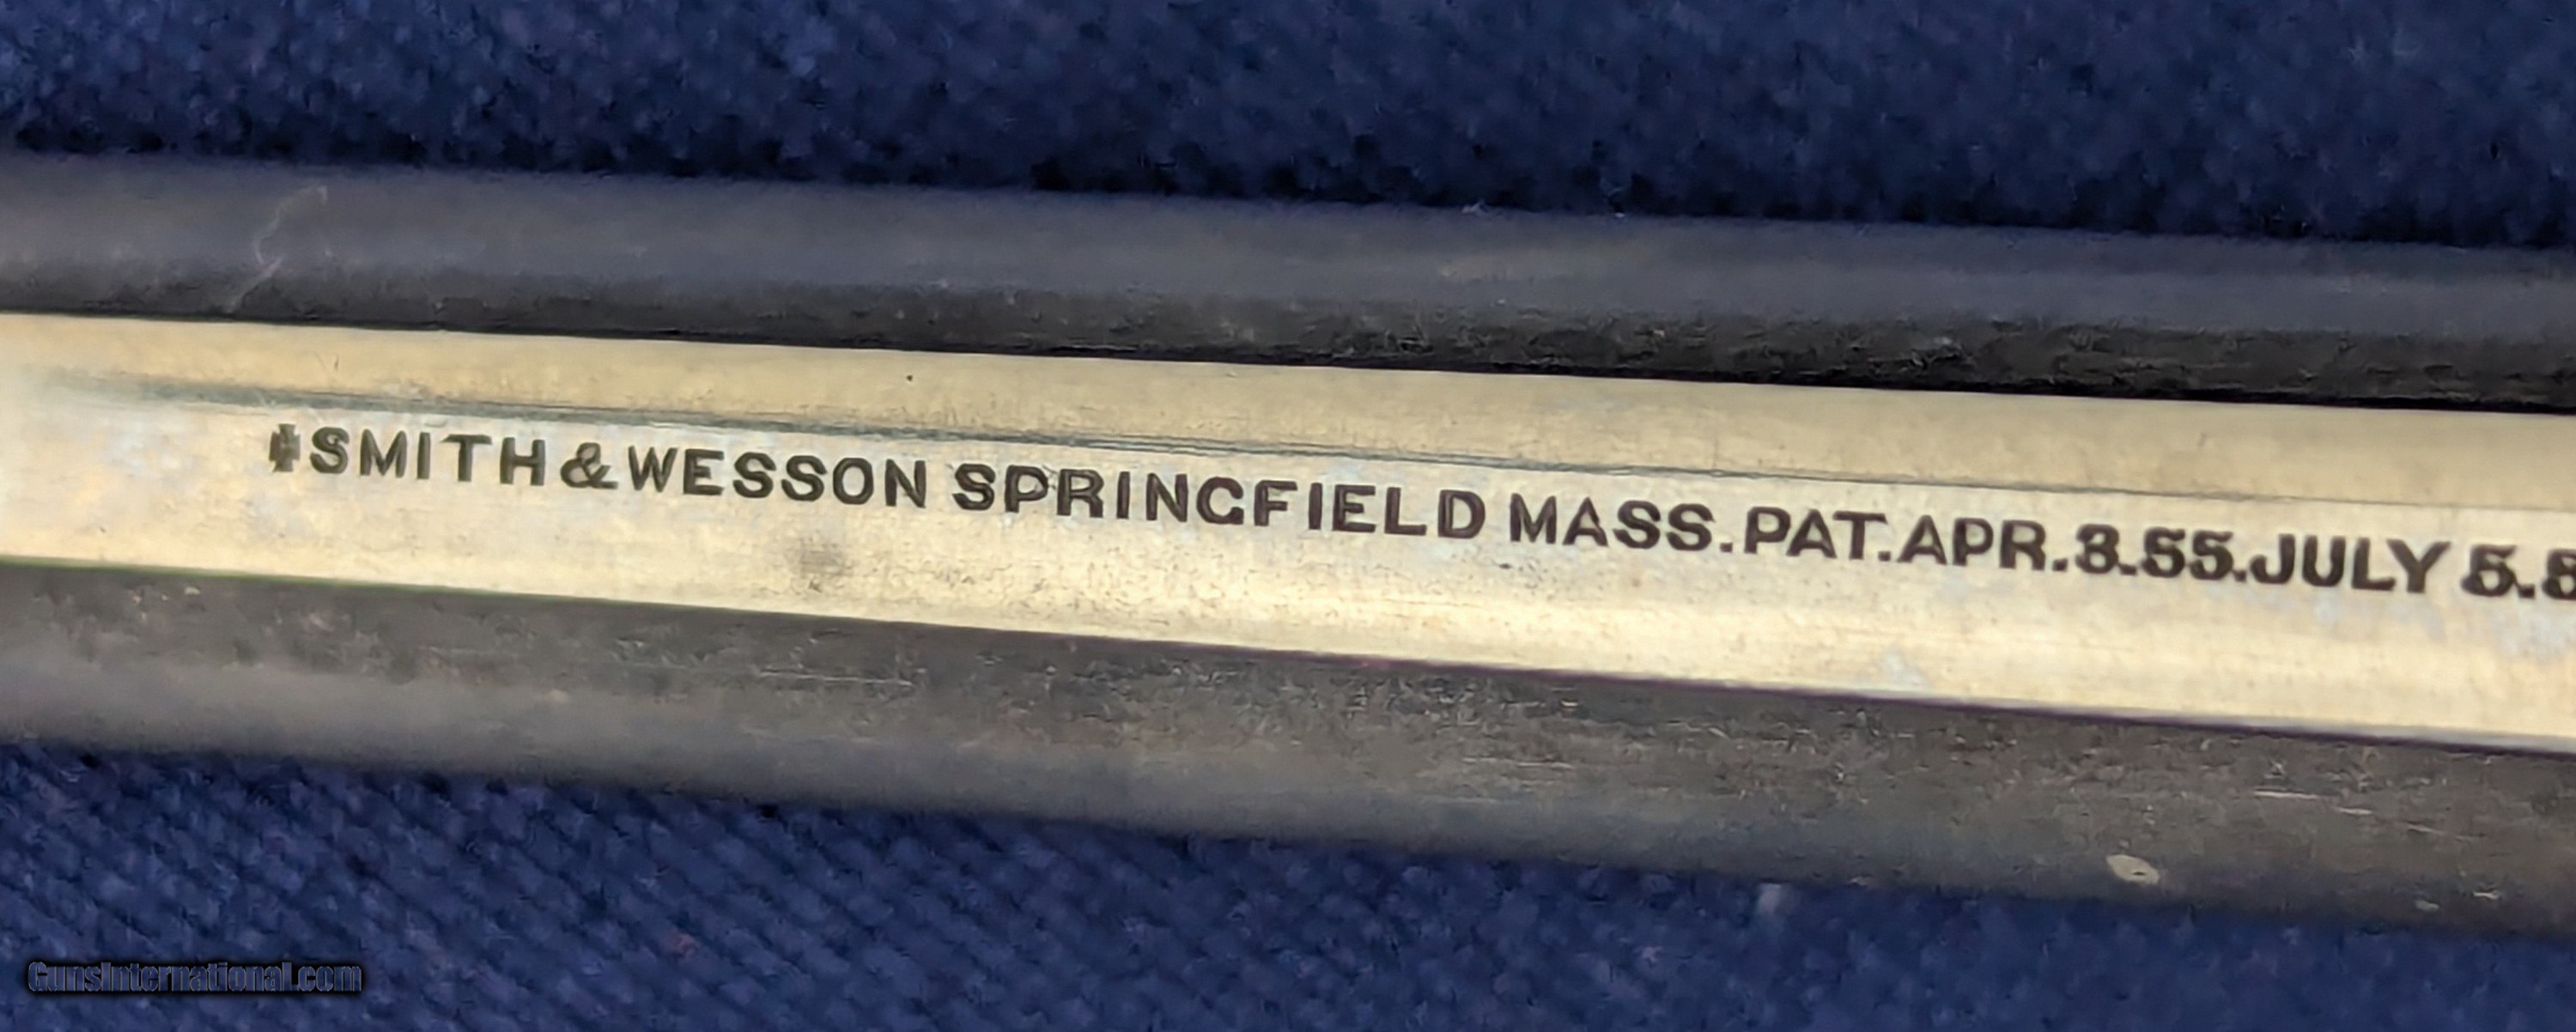 SMITH & WESSON SPRINGFIELD MASS. PAT. APR. 3. 55. JULY 5.
GunsInternational.com